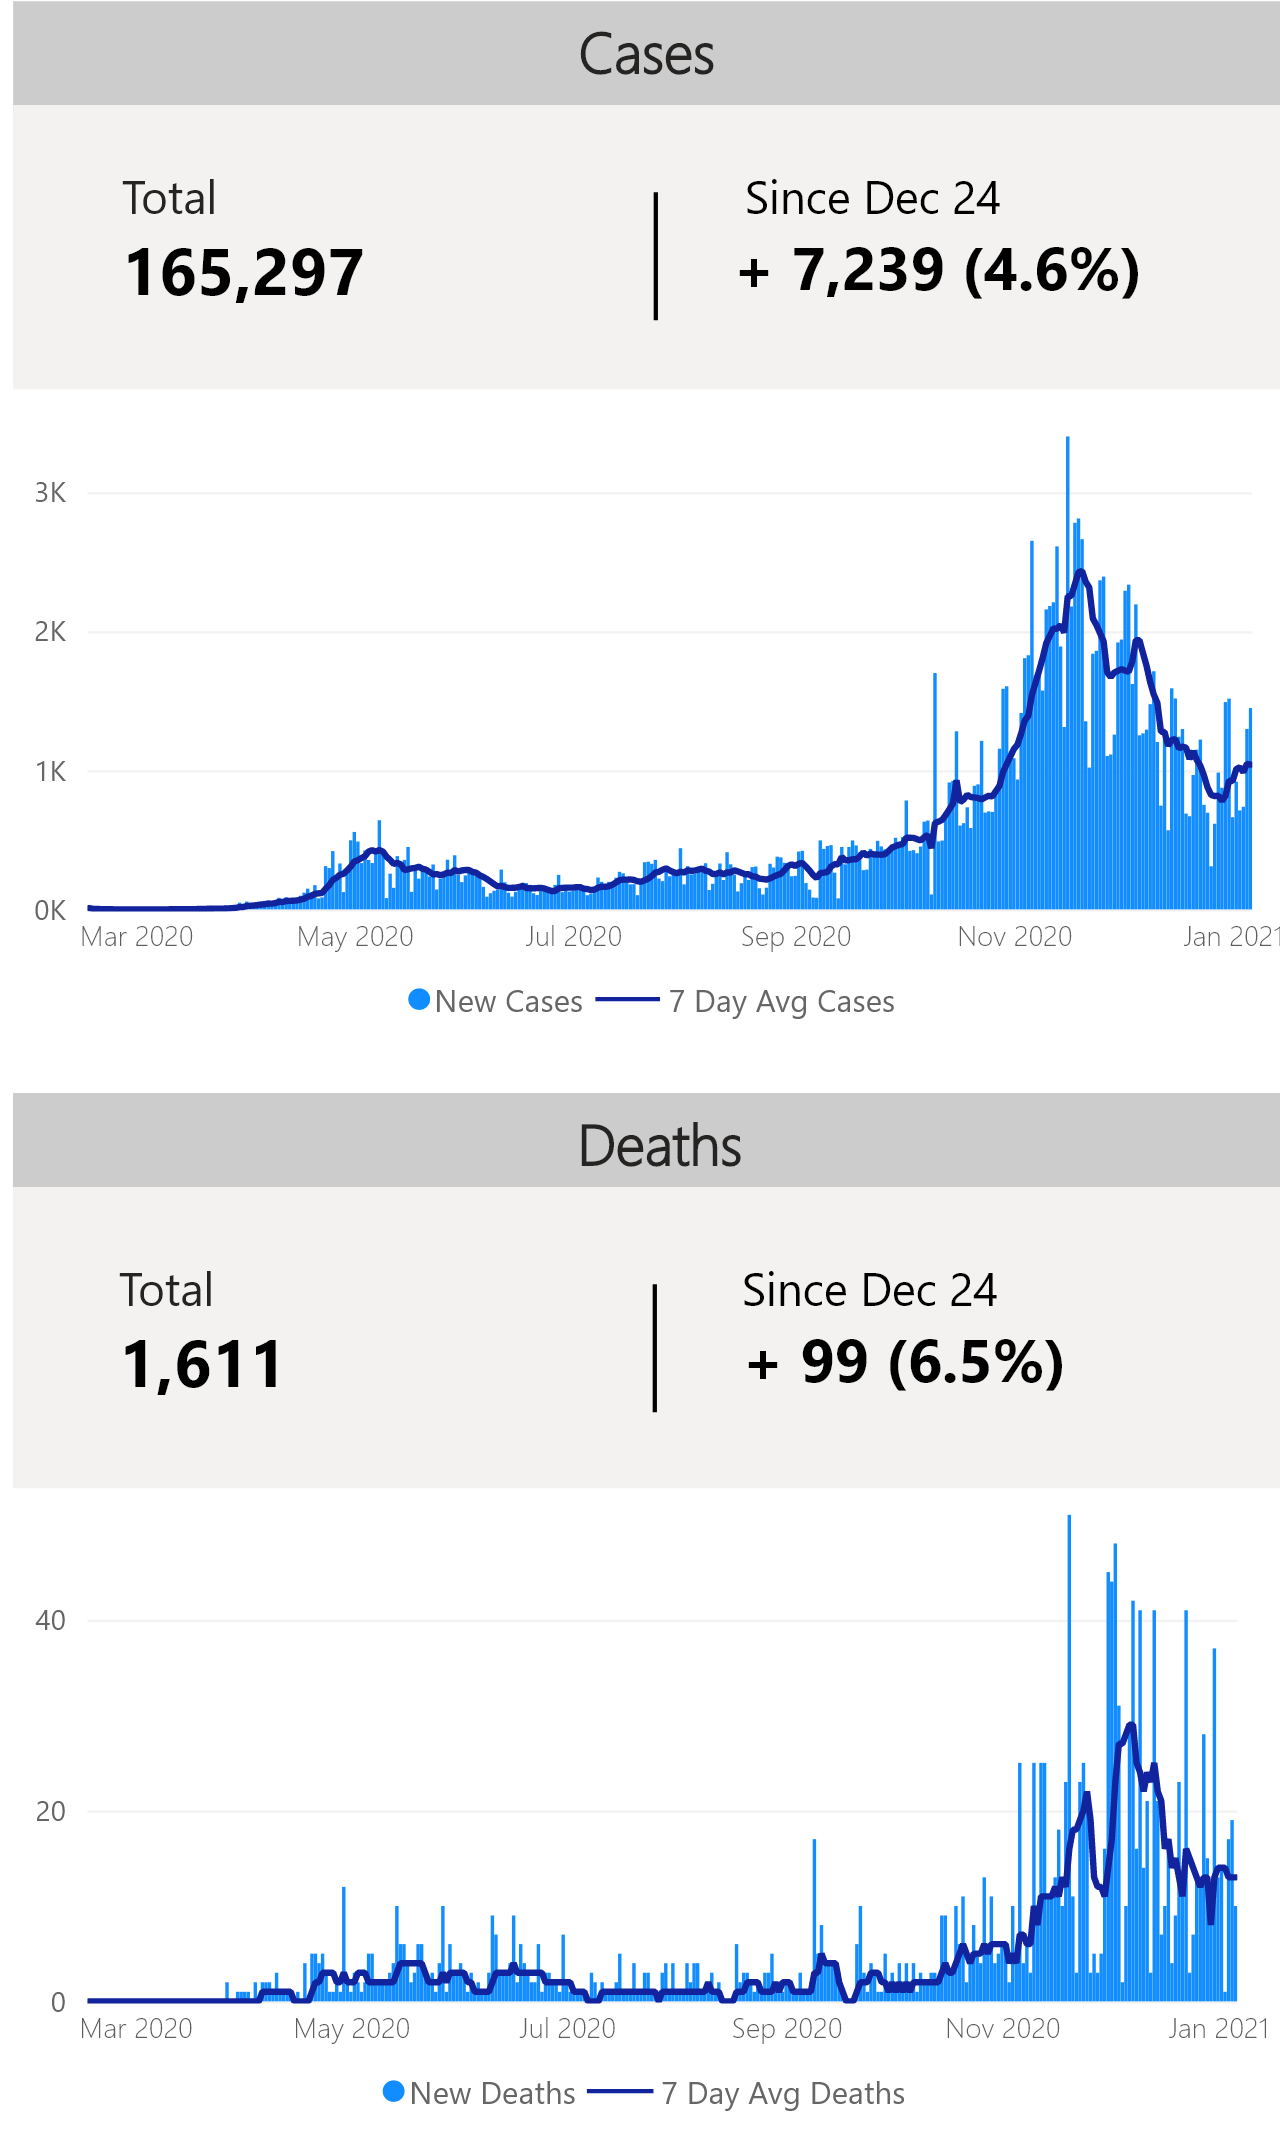 Cases
Total
Since Dec 24
165,297
+ 7,239 (4.6%)
3K
2K
1K
0K
Mar 2020 May 2020 Jul 2020 Sep 2020 Nov 2020 Jan 2021
New Cases 7 Day Avg Cases
Deaths
Total
Since Dec 24
1,611
+ 99 (6.5%)
40
20
0
Mar 2020 May 2020 Jul 2020 Sep 2020 Nov 2020 Jan 2021
New Deaths 7 Day Avg Deaths